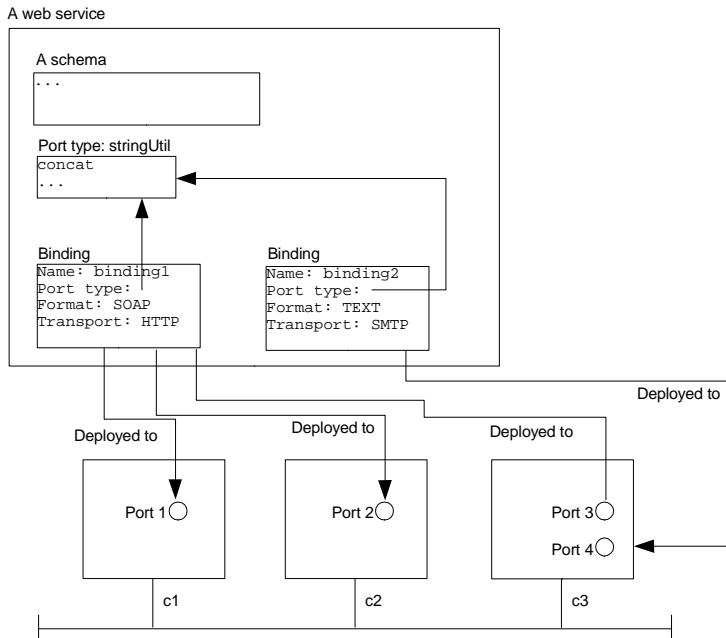 A web service
A schema
...
Port type: stringUtil
concat
...
Binding
Name: binding1
Port type:
Format: SOAP
Transport: HTTP
Binding
Name: binding2
Port type:
Format: TEXT
Transport: SMTP
Deployed to
Deployed to
Deployed to
Deployed to
Port 1
Port 2
Port 3
Port 4
c1
c2
c3